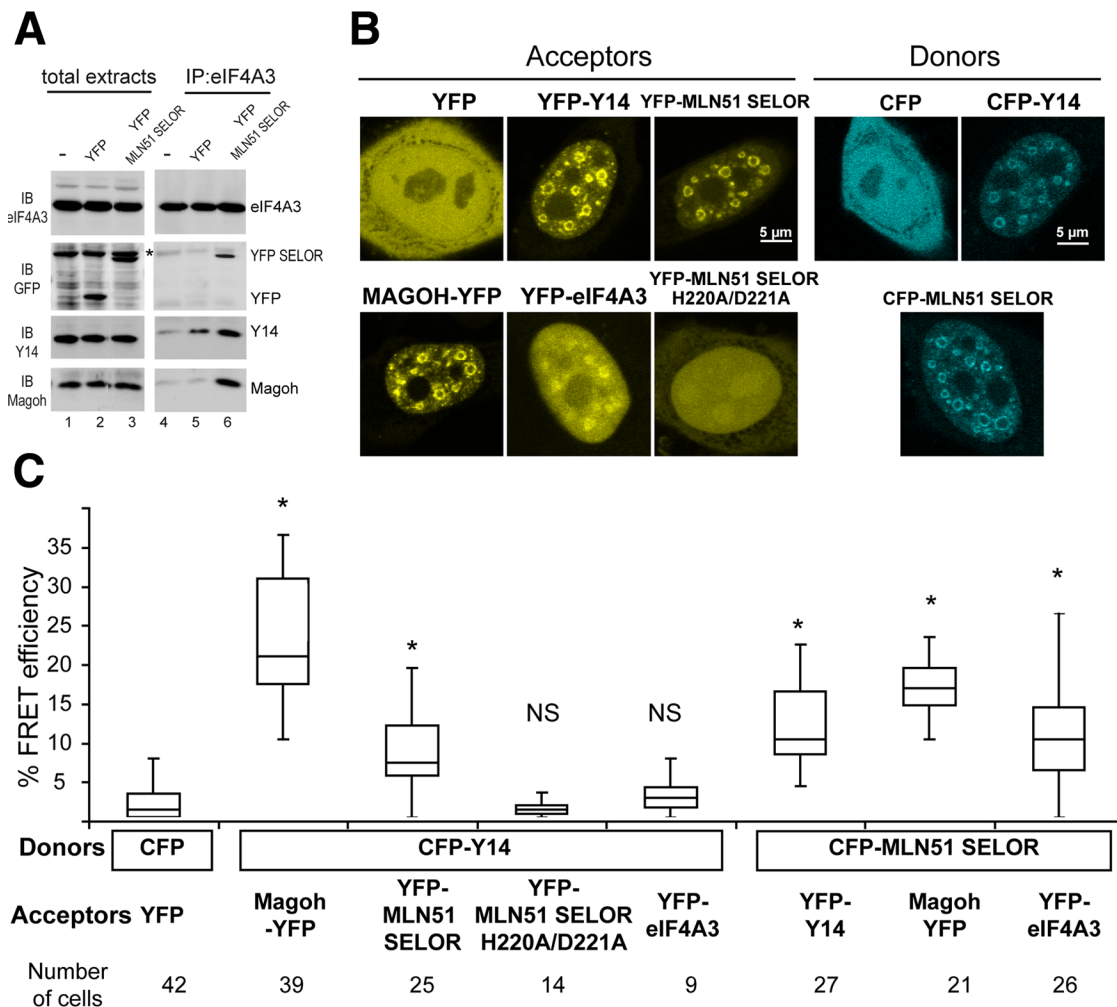 A
total extracts
IP:eIF4A3
-
YFP
YFP
MLN51 SELOR
-
YFP
YFP
MLN51 SELOR
IB
eIF4A3
eIF4A3
IB
GFP
*
YFP SELOR
YFP
IB
Y14
Y14
IB
Magoh
Magoh
1 2 3 4 5 6
B
Acceptors
Donors
YFP
YFP-Y14
YFP-MLN51 SELOR
CFP
CFP-Y14
5 µm
5 µm
MAGOH-YFP
YFP-eIF4A3
YFP-MLN51 SELOR
H220A/D221A
CFP-MLN51 SELOR
C
% FRET efficiency
35
30
25
20
15
10
5
*
*
NS
NS
*
*
*
Donors
CFP
CFP-Y14
CFP-MLN51 SELOR
Acceptors
YFP
Magoh
-YFP
YFP-
MLN51
SELOR
YFP-
MLN51 SELOR
H220A/D221A
YFP-
eIF4A3
YFP-
Y14
Magoh
YFP
YFP-
eIF4A3
Number
of cells
42 39 25 14 9 27 21 26